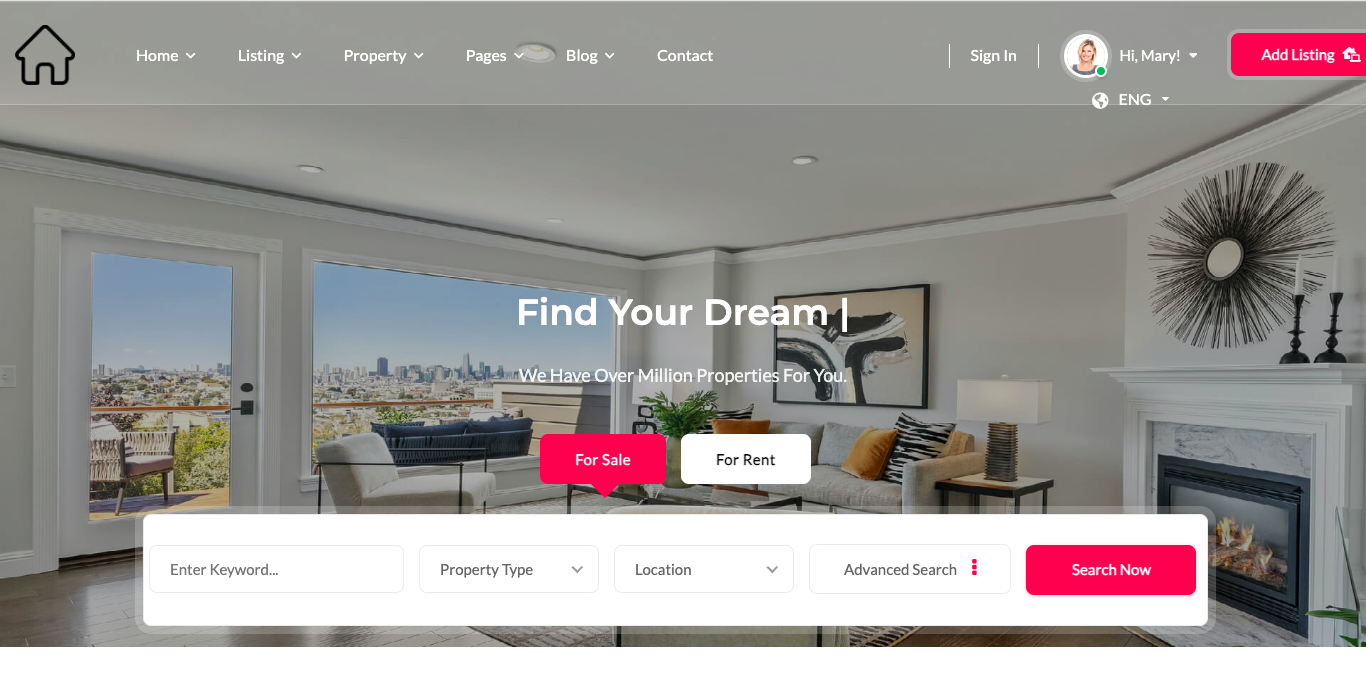 Home Listing Property Pages Blog Contact Sign In Hi, Mary! Add Listing
ENG
Find Your Dream |
We Have Over Million Properties For You.
For Sale For Rent
Enter Keyword... Property Type Location Advanced Search Search Now